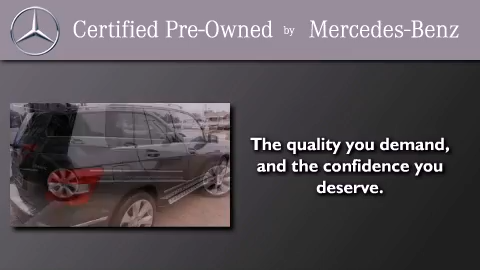 Certified Pre-Owned by Mercedes-Benz
The quality you demand,
and the confidence you
deserve.